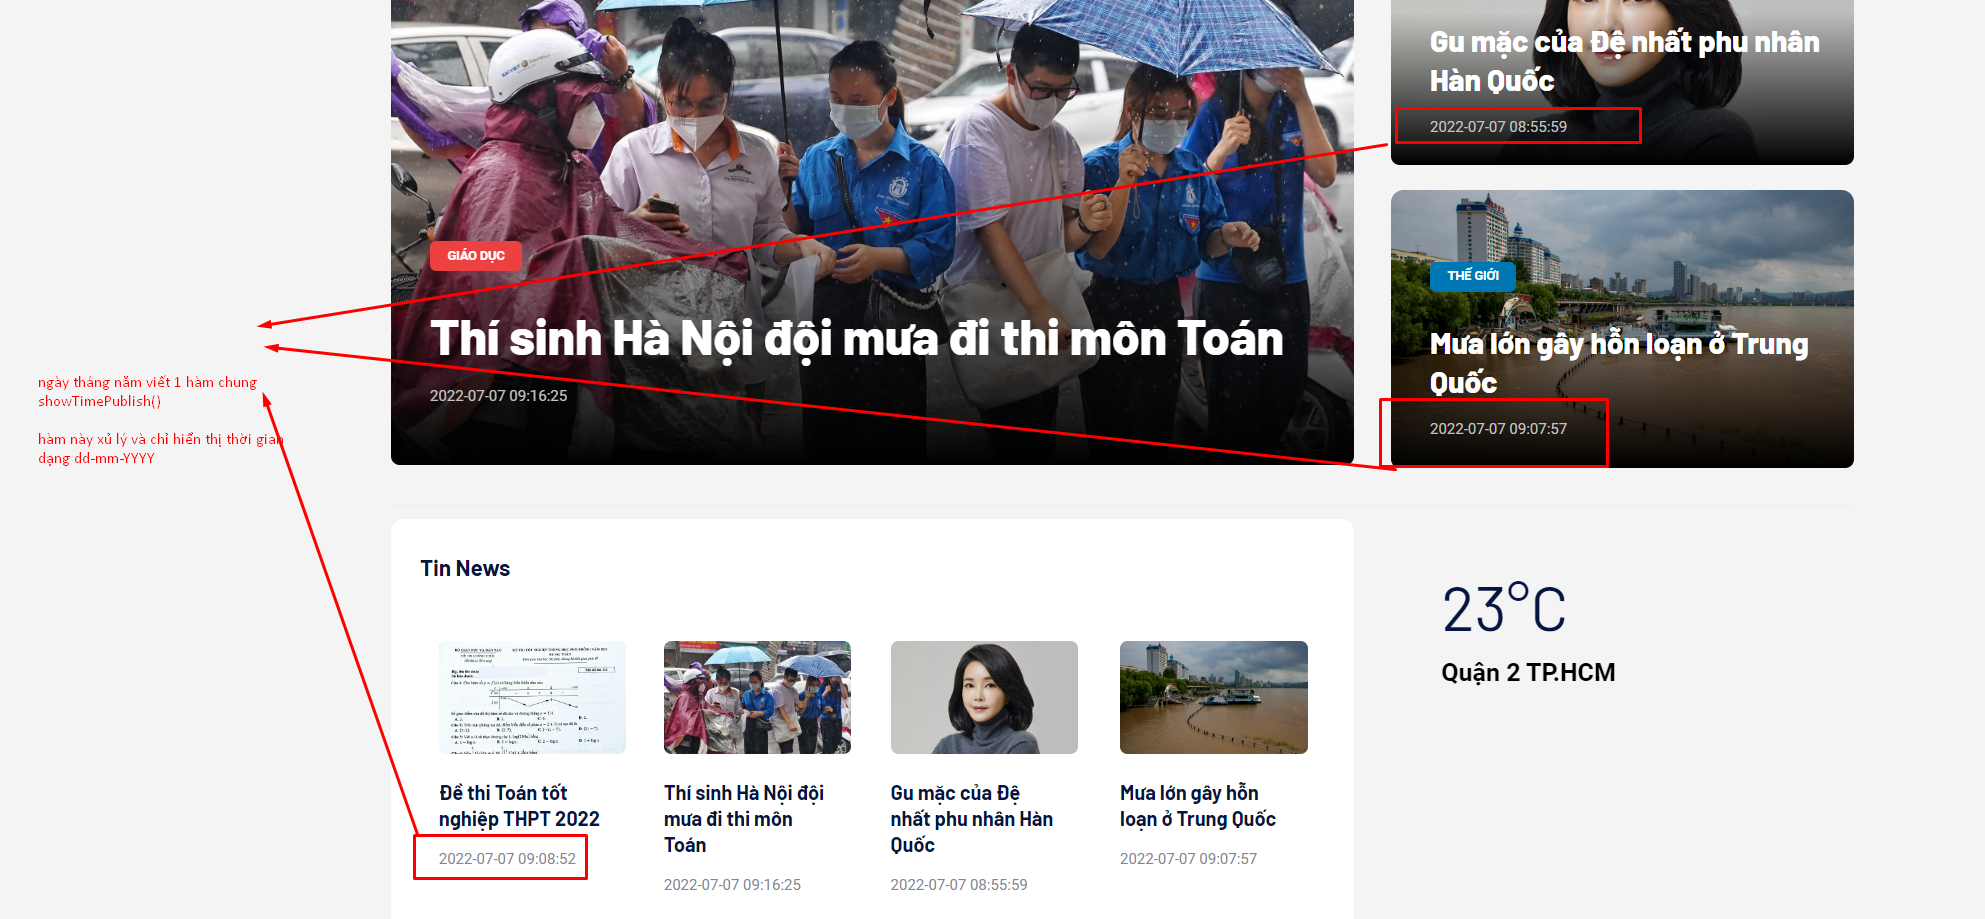 Gu mặc của Đệ nhất phu nhân
Hàn Quốc
2022-07-07 08:55:59
GIÁO DỤC
Thí sinh Hà Nội đội mưa đi thi môn Toán
2022-07-07 09:16:25
THẾ GIỚI
Mưa lớn gây hỗn loạn ở Trung
Quốc
2022-07-07 09:07:57
ngày tháng năm viết 1 hàm chung
showTimePublish()
hàm này xủ lý và chỉ hiển thị thời gian
dạng dd-mm-YYYY
Tin News
Đề thi Toán tốt
nghiệp THPT 2022
2022-07-07 09:08:52
Thí sinh Hà Nội đội
mưa đi thi môn
Toán
2022-07-07 09:16:25
Gu mặc của Đệ
nhất phu nhân Hàn
Quốc
2022-07-07 08:55:59
Mưa lớn gây hỗn
loạn ở Trung Quốc
2022-07-07 09:07:57
23°C
Quận 2 TP.HCM